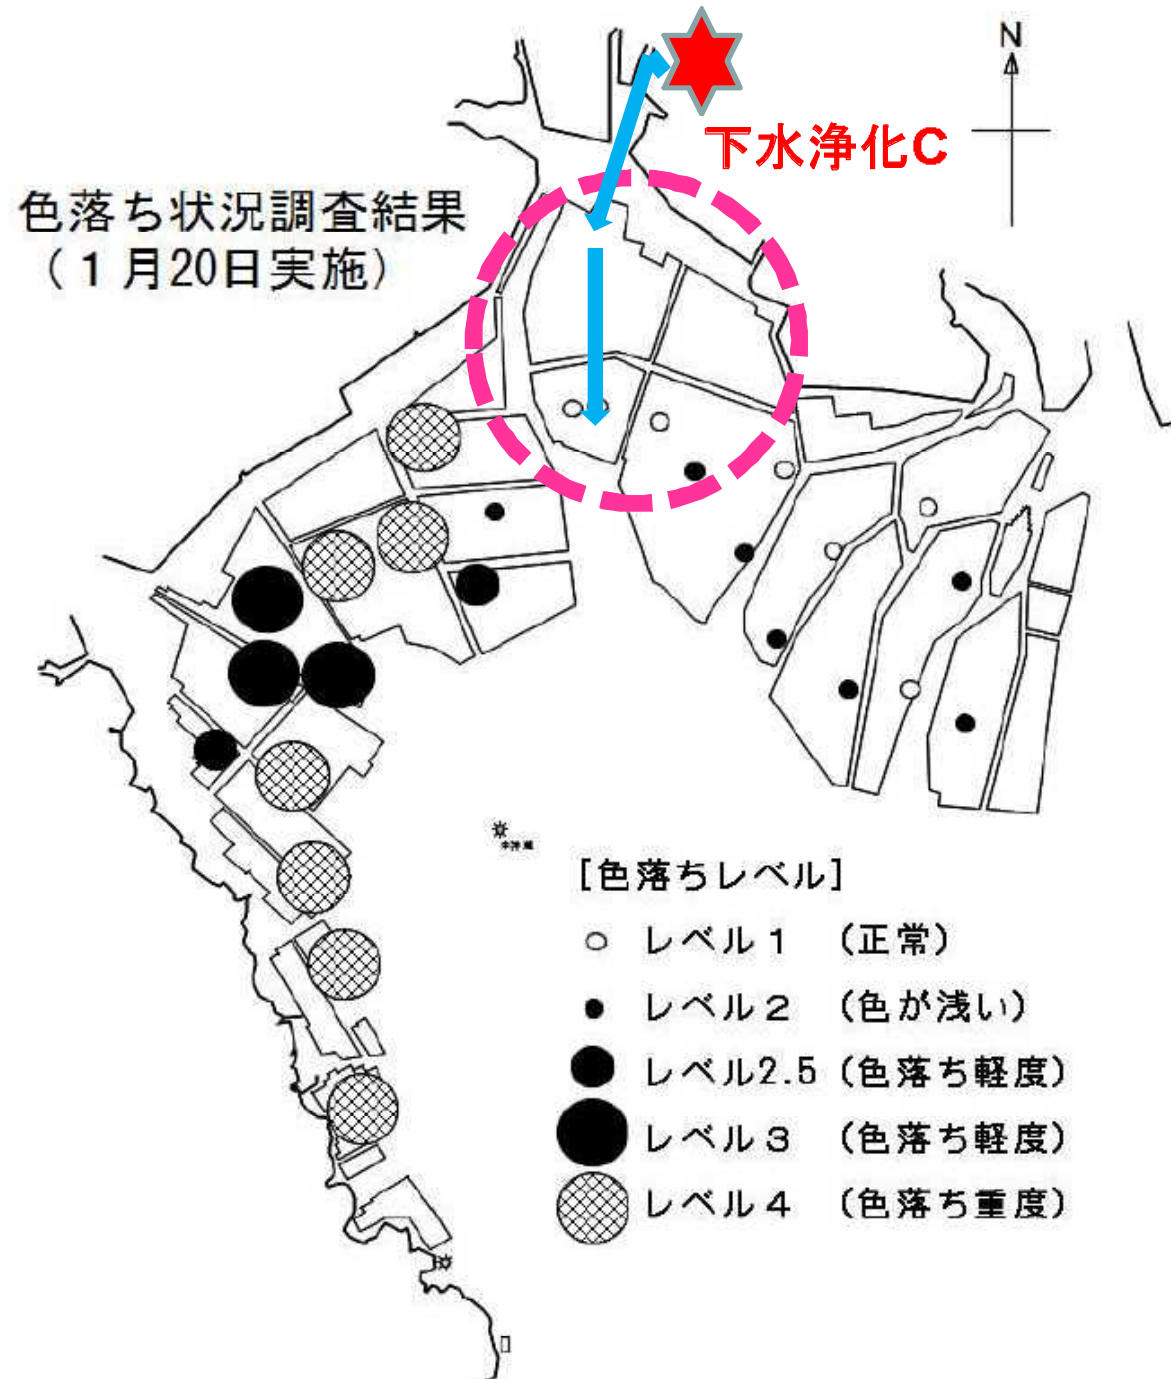 N
下水浄化C
色落ち状況調査結果
（１月20日実施）
[色落ちレベル]
レベル１ （正常）
レベル２ （色が浅い）
レベル2.5 （色落ち軽度）
レベル３ （色落ち軽度）
レベル４ （色落ち重度）